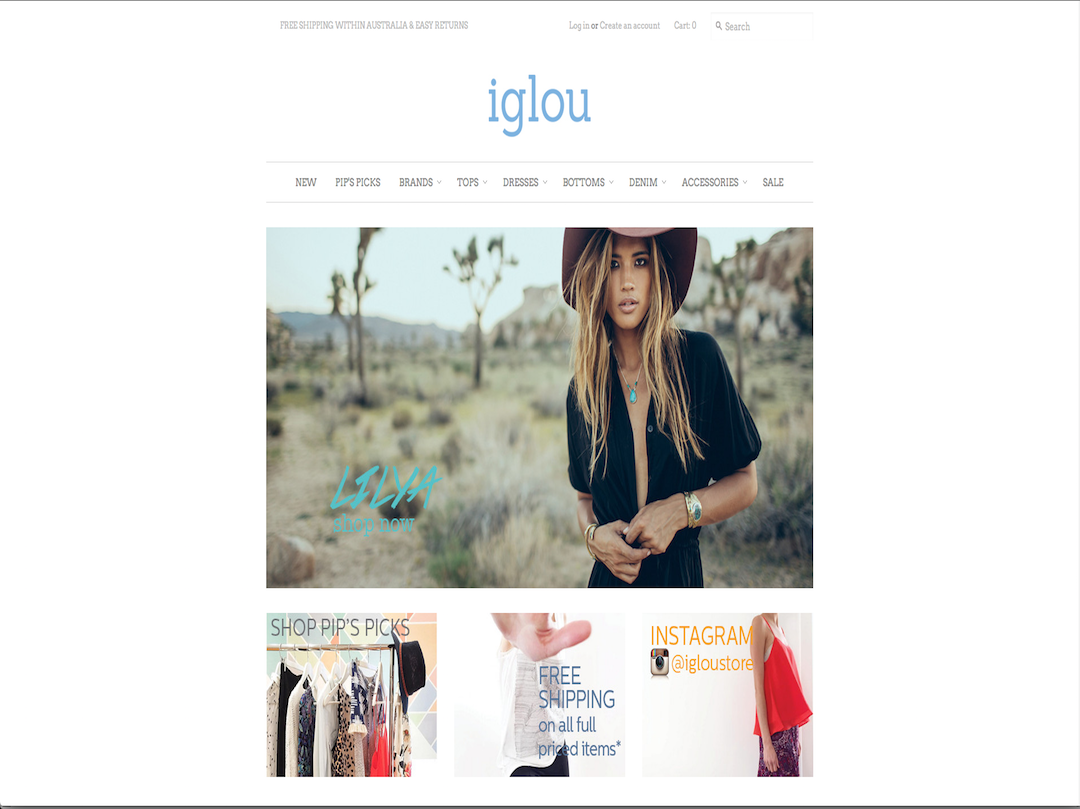 FREE SHIPPING WITHIN AUSTRALIA & EASY RETURNS
Log in or Create an account
Cart: 0
Search
iglou
NEW
PIP'S PICKS
BRANDS
TOPS
DRESSES
BOTTOMS
DENIM
ACCESSORIES
SALE
LILYA
shop now
SHOP PIP'S PICKS
FREE
SHIPPING
on all full
priced items*
INSTAGRAM
@igloustore